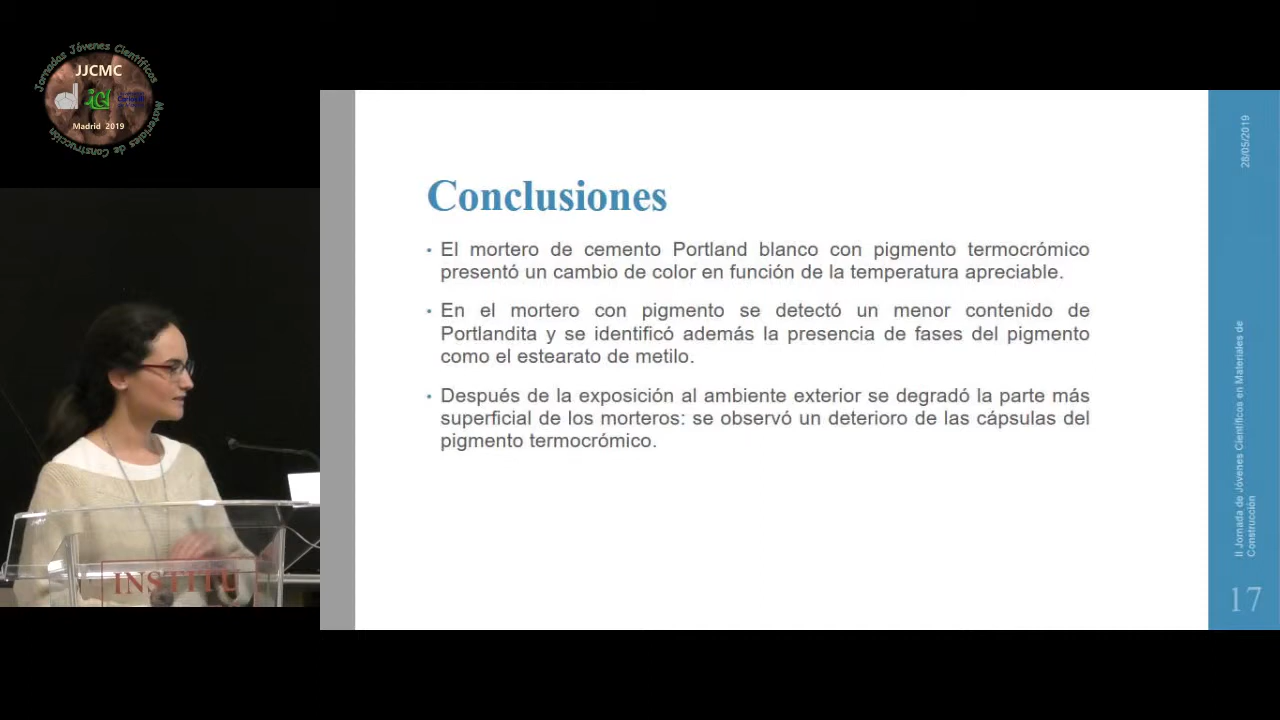 Jornadas Jóvenes Científicos
JJCMC
Madrid 2019
Materiales de Construcción
INSTITU
Conclusiones
• El mortero de cemento Portland blanco con pigmento termocrómico
presentó un cambio de color en función de la temperatura apreciable.
• En el mortero con pigmento se detectó un menor contenido de
Portlandita y se identificó además la presencia de fases del pigmento
como el estearato de metilo.
• Después de la exposición al ambiente exterior se degradó la parte más
superficial de los morteros: se observó un deterioro de las cápsulas del
pigmento termocrómico.
28/05/2019
II Jornada de Jóvenes Científicos en Materiales de
Construcción
17